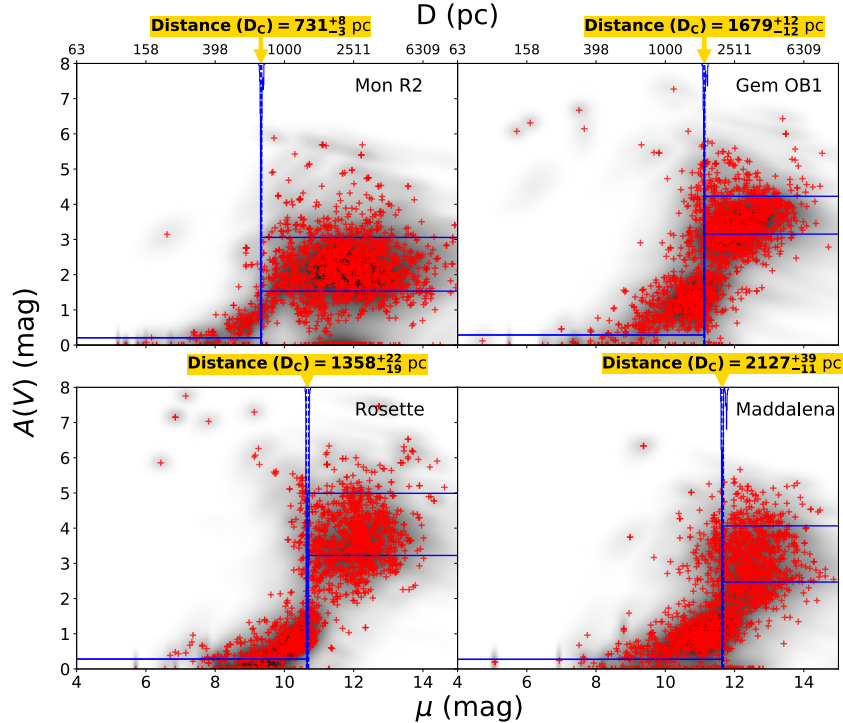 D (pc)
Distance (D_C) = 731^{+8}_{-3} pc
Distance (D_C) = 1679^{+12}_{-12} pc
63 158 398 1000 2511 6309 63 158 398 1000 2511 6309
8 7 6 5 4 3 2 1 0
Mon R2
Gem OB1
Distance (D_C) = 1358^{+22}_{-19} pc
Distance (D_C) = 2127^{+39}_{-11} pc
8 7 6 5 4 3 2 1 0
Rosette
Maddalena
A(V) (mag)
4 6 8 10 12 14 4 6 8 10 12 14
μ (mag)